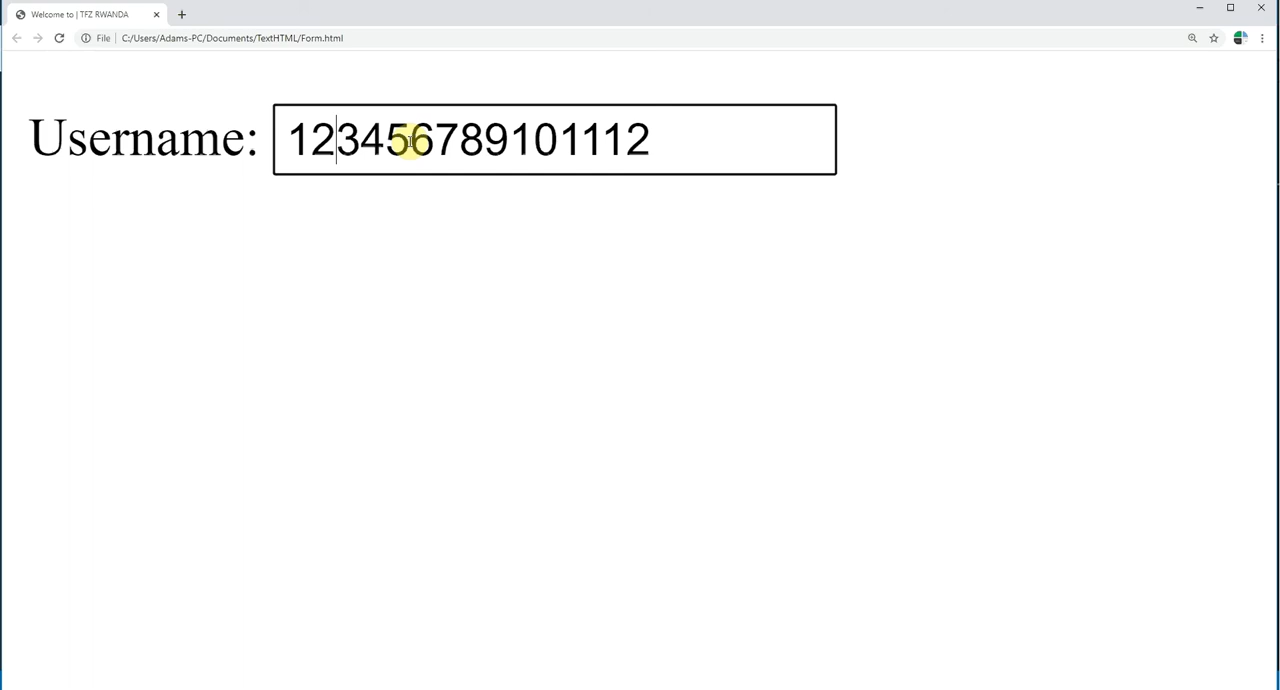 Welcome to | TFZ RWANDA
File
C:/Users/Adams-PC/Documents/TextHTML/Form.html
Username: 123456789101112